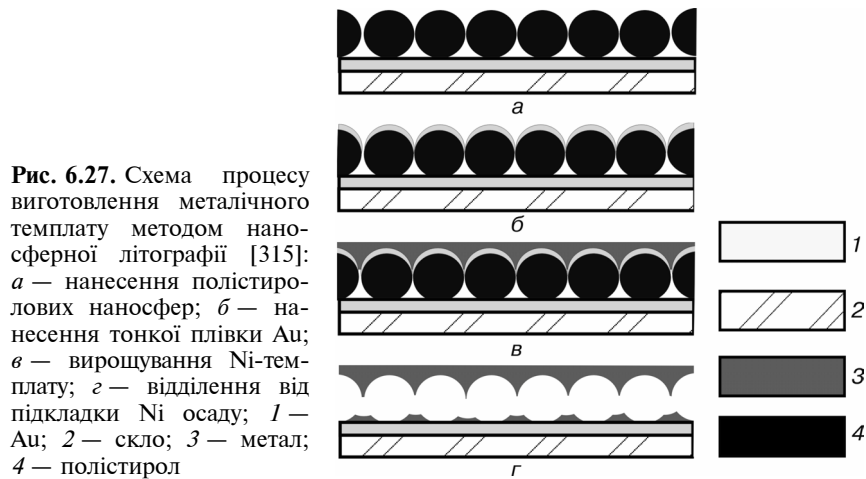 а
б
в
г
Рис. 6.27. Схема процесу
виготовлення металічного
темплату методом нано-
сферної літографії [315]:
а — нанесення полістиро-
лових наносфер; б — на-
несення тонкої плівки Au;
в — вирощування Ni-тем-
плату; г — відділення від
підкладки Ni осаду; 1 —
Au; 2 — скло; 3 — метал;
4 — полістирол
1
2
3
4